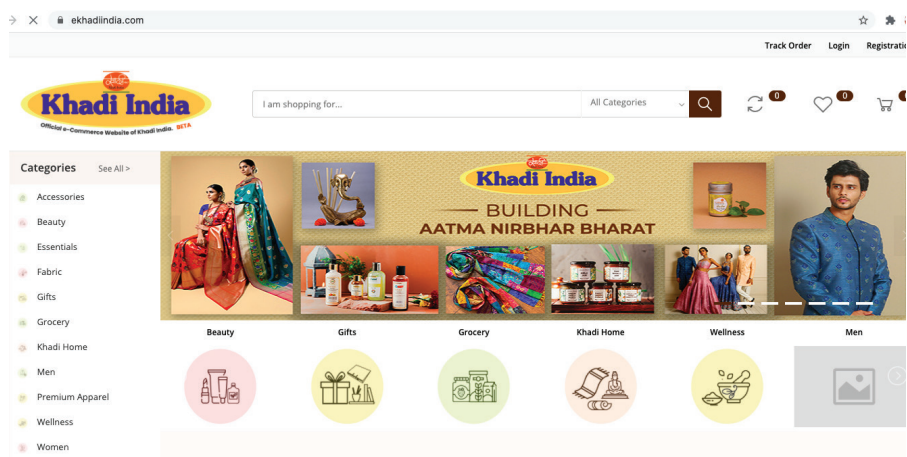 ekhadiindia.com
Track Order Login Registratio
Khadi India
Official e-Commerce Website of Khadi India. BETA
I am shopping for... All Categories
0 0
Categories See All >
Accessories
Beauty
Essentials
Fabric
Gifts
Grocery
Khadi Home
Men
Premium Apparel
Wellness
Women
Khadi India
BUILDING
AATMA NIRBHAR BHARAT
Beauty Gifts Grocery Khadi Home Wellness Men